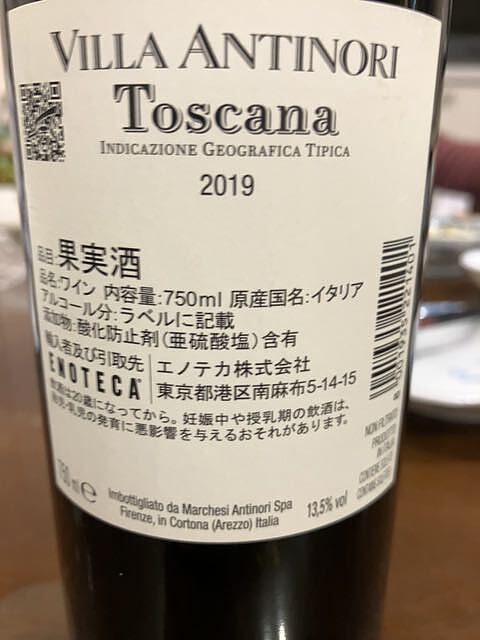 VILLA ANTINORI
Toscana
INDICAZIONE GEOGRAFICA TIPICA
2019
品目:果実酒
品名:ワイン 内容量:750ml 原産国名:イタリア
アルコール分:ラベルに記載
添加物:酸化防止剤(亜硫酸塩)含有
輸入者及び引取先
ENOTECA
エノテカ株式会社
東京都港区南麻布5-14-15
飲酒は20歳になってから。妊娠中や授乳期の飲酒は、
胎児・乳児の発育に悪影響を与えるおそれがあります。
750 ml e
Imbottigliato da Marchesi Antinori Spa
Firenze, in Cortona (Arezzo) Italia
13,5% vol
NON FILTRATO
PRODOTTO
IN ITALIA